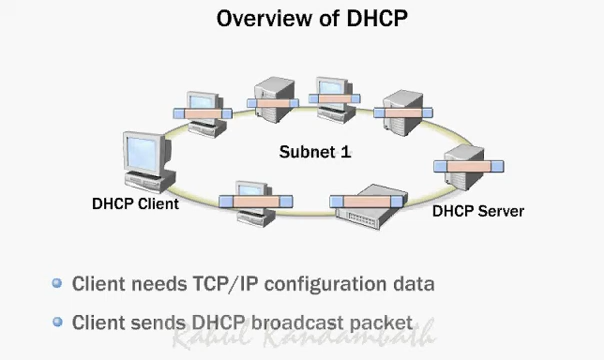 Overview of DHCP
Subnet 1
DHCP Client
DHCP Server
Client needs TCP/IP configuration data
Client sends DHCP broadcast packet
Rahul Kandambath